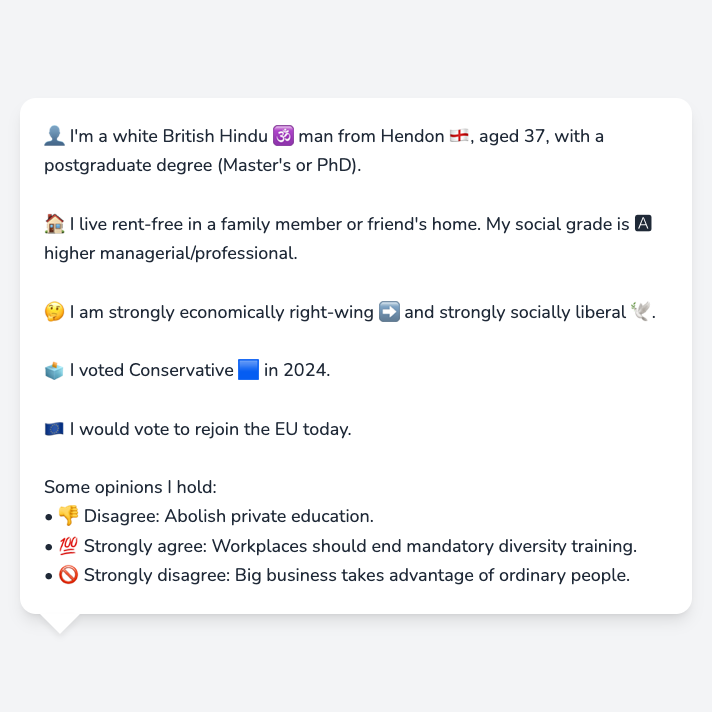 👤 I'm a white British Hindu 🕉️ man from Hendon 🏴󠁧󠁢󠁥󠁮󠁧󠁿, aged 37, with a
postgraduate degree (Master's or PhD).
🏠 I live rent-free in a family member or friend's home. My social grade is 🅰️
higher managerial/professional.
🤔 I am strongly economically right-wing ➡️ and strongly socially liberal 🕊️.
🗳️ I voted Conservative 🟦 in 2024.
🇪🇺 I would vote to rejoin the EU today.
Some opinions I hold:
• 👎 Disagree: Abolish private education.
• 💯 Strongly agree: Workplaces should end mandatory diversity training.
• 🚫 Strongly disagree: Big business takes advantage of ordinary people.